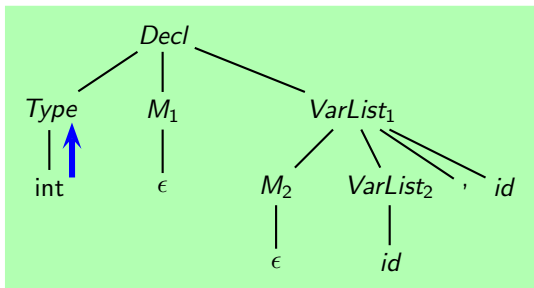 Decl
Type M₁ VarList₁
int ϵ M₂ VarList₂ , id
ϵ id